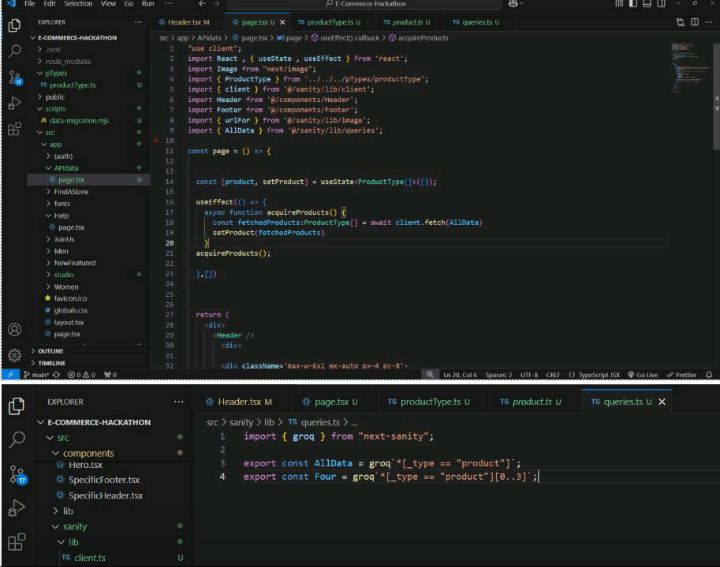 File Edit Selection View Go Run ... E-Commerce-Hackathon
EXPLORER ...
E-COMMERCE-HACKATHON
.next
node_modules
pTypes
TS productType.ts U
public
scripts
JS data-migration.mjs U
src
app
(auth)
APIdata
page.tsx U
FindAStore
fonts
Help
page.tsx
JoinUs
Men
NewFeatured
studio
Women
favicon.ico
# globals.css
layout.tsx
page.tsx
OUTLINE
TIMELINE
Header.tsx M page.tsx U X TS productType.ts U TS product.ts U TS queries.ts U
src > app > APIdata > page.tsx > page > useEffect() callback > acquireProducts
1 "use client";
2 import React , { useState , useEffect } from 'react';
3 import Image from "next/image";
4 import { ProductType } from '../../../pTypes/productType';
5 import { client } from '@/sanity/lib/client';
6 import Header from '@/components/Header';
7 import Footer from '@/components/Footer';
8 import { urlFor } from '@/sanity/lib/image';
9 import { AllData } from '@/sanity/lib/queries';
10
11 const page = () => {
12
13
14 const [product, setProduct] = useState<ProductType[]>([]);
15
16 useEffect(() => {
17 async function acquireProducts() {
18 const fetchedProducts:ProductType[] = await client.fetch(AllData)
19 setProduct(fetchedProducts)
20 }
21 acquireProducts();
22
23 },[])
24
25
26
27 return (
28 <div>
29 <Header />
30 <div>
31
32 <div className='max-w-6xl mx-auto px-4 py-8'>
main* 0 0 0 Ln 20, Col 6 Spaces: 2 UTF-8 CRLF {} TypeScript JSX Go Live Prettier
EXPLORER ...
E-COMMERCE-HACKATHON
src
components
Hero.tsx
SpecificFooter.tsx
SpecificHeader.tsx
lib
sanity
lib
TS client.ts U
17
Header.tsx M page.tsx U TS productType.ts U TS product.ts U TS queries.ts U X
src > sanity > lib > TS queries.ts > ...
1 import { groq } from "next-sanity";
2
3 export const AllData = groq`*[_type == "product"]`;
4 export const Four = groq`*[_type == "product"][0..3]`;